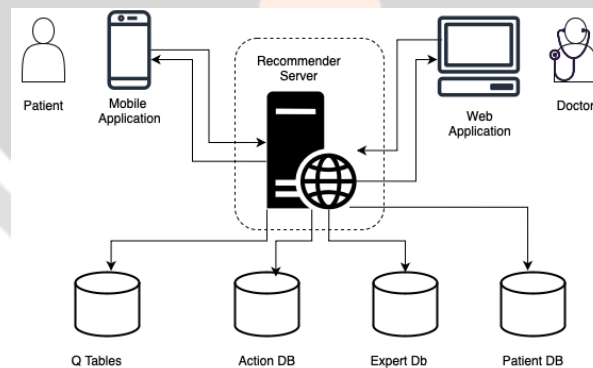 Recommender
Server
Patient
Mobile
Application
Web
Application
Doctor
Q Tables
Action DB
Expert Db
Patient DB